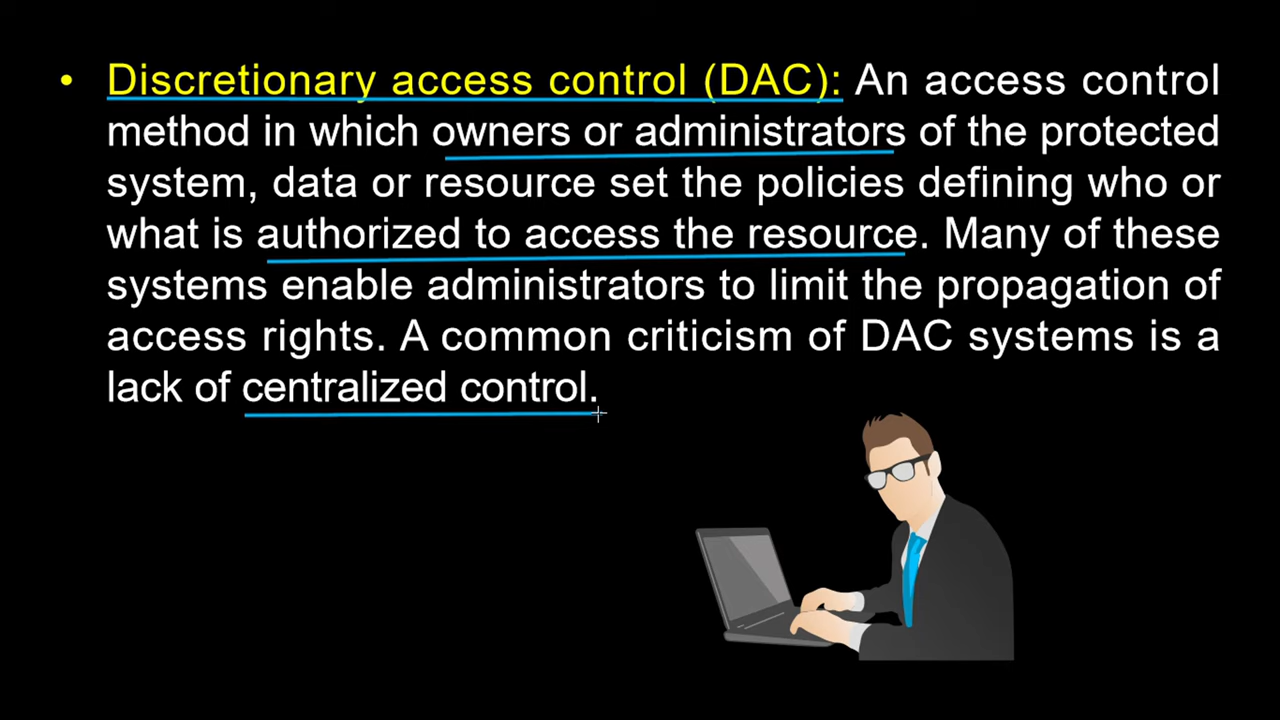 • Discretionary access control (DAC): An access control
method in which owners or administrators of the protected
system, data or resource set the policies defining who or
what is authorized to access the resource. Many of these
systems enable administrators to limit the propagation of
access rights. A common criticism of DAC systems is a
lack of centralized control.